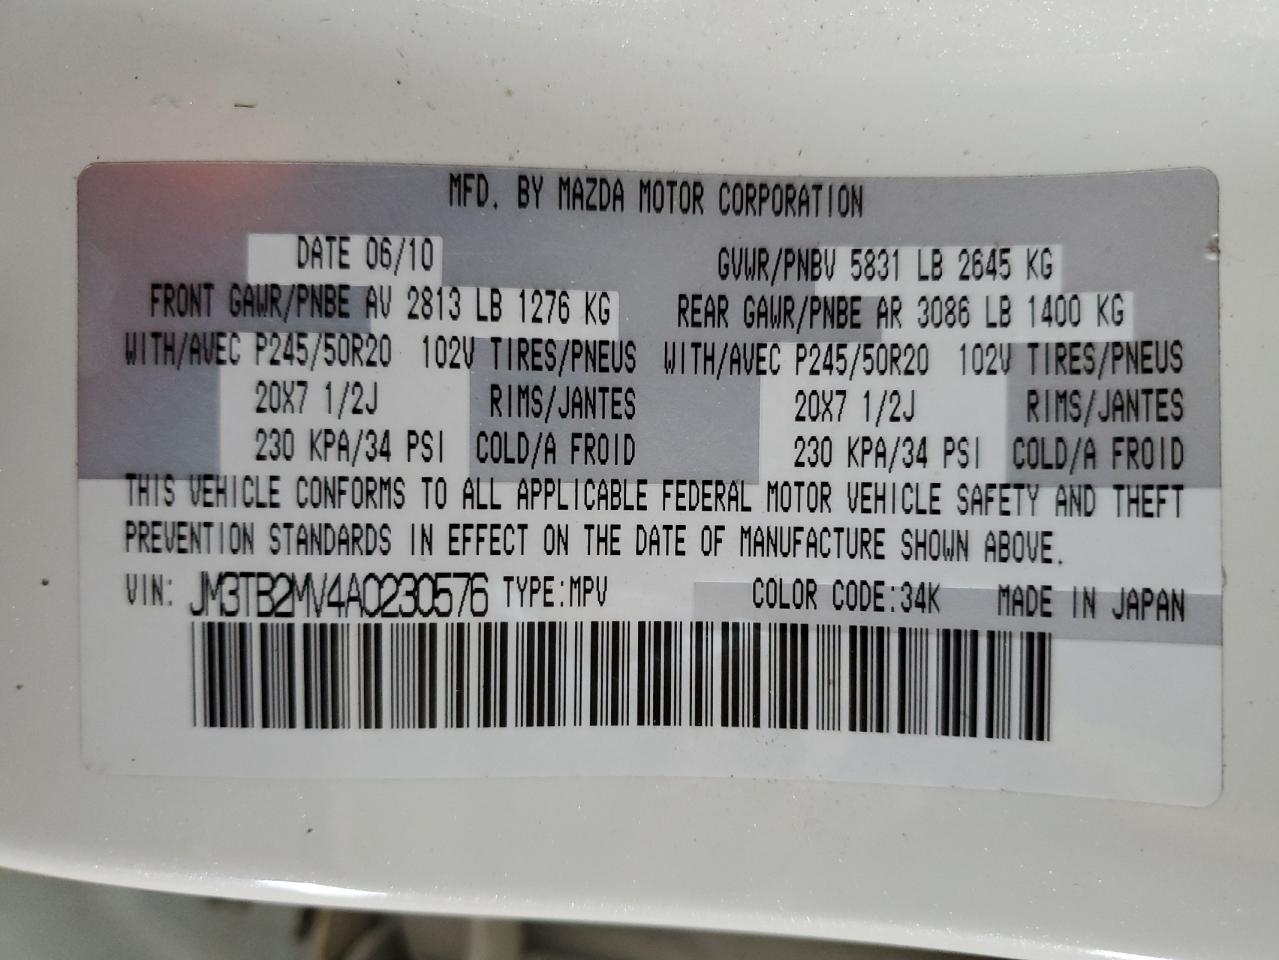 MFD. BY MAZDA MOTOR CORPORATION
DATE 06/10 GVWR/PNBV 5831 LB 2645 KG
FRONT GAWR/PNBE AV 2813 LB 1276 KG REAR GAWR/PNBE AR 3086 LB 1400 KG
WITH/AVEC P245/50R20 102V TIRES/PNEUS WITH/AVEC P245/50R20 102V TIRES/PNEUS
20X7 1/2J RIMS/JANTES 20X7 1/2J RIMS/JANTES
230 KPA/34 PSI COLD/A FROID 230 KPA/34 PSI COLD/A FROID
THIS VEHICLE CONFORMS TO ALL APPLICABLE FEDERAL MOTOR VEHICLE SAFETY AND THEFT
PREVENTION STANDARDS IN EFFECT ON THE DATE OF MANUFACTURE SHOWN ABOVE.
VIN: JM3TB2MV4A0230576 TYPE:MPV COLOR CODE:34K MADE IN JAPAN